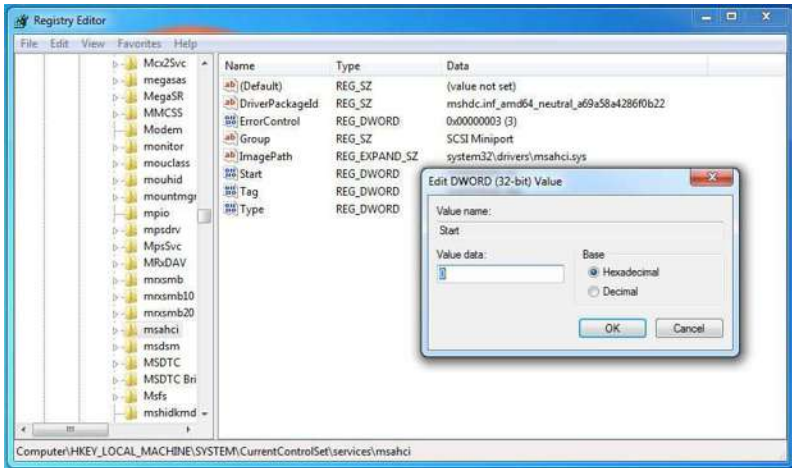 Registry Editor
File Edit View Favorites Help
Mcx2Svc
megasas
MegaSR
MMCSS
Modem
monitor
mouclass
mouhid
mountmgr
mpio
mpsdrv
MpsSvc
MRxDAV
mrxsmb
mrxsmb10
mrxsmb20
msahci
msdsm
MSDTC
MSDTC Bri
Msfs
mshidkmd
Name Type Data
(Default) REG_SZ (value not set)
DriverPackageId REG_SZ mshdc.inf_amd64_neutral_a69a58a4286f0b22
ErrorControl REG_DWORD 0x00000003 (3)
Group REG_SZ SCSI Miniport
ImagePath REG_EXPAND_SZ system32\drivers\msahci.sys
Start REG_DWORD
Tag REG_DWORD
Type REG_DWORD
Edit DWORD (32-bit) Value
Value name:
Start
Value data:
0
Base
Hexadecimal
Decimal
OK Cancel
Computer\HKEY_LOCAL_MACHINE\SYSTEM\CurrentControlSet\services\msahci